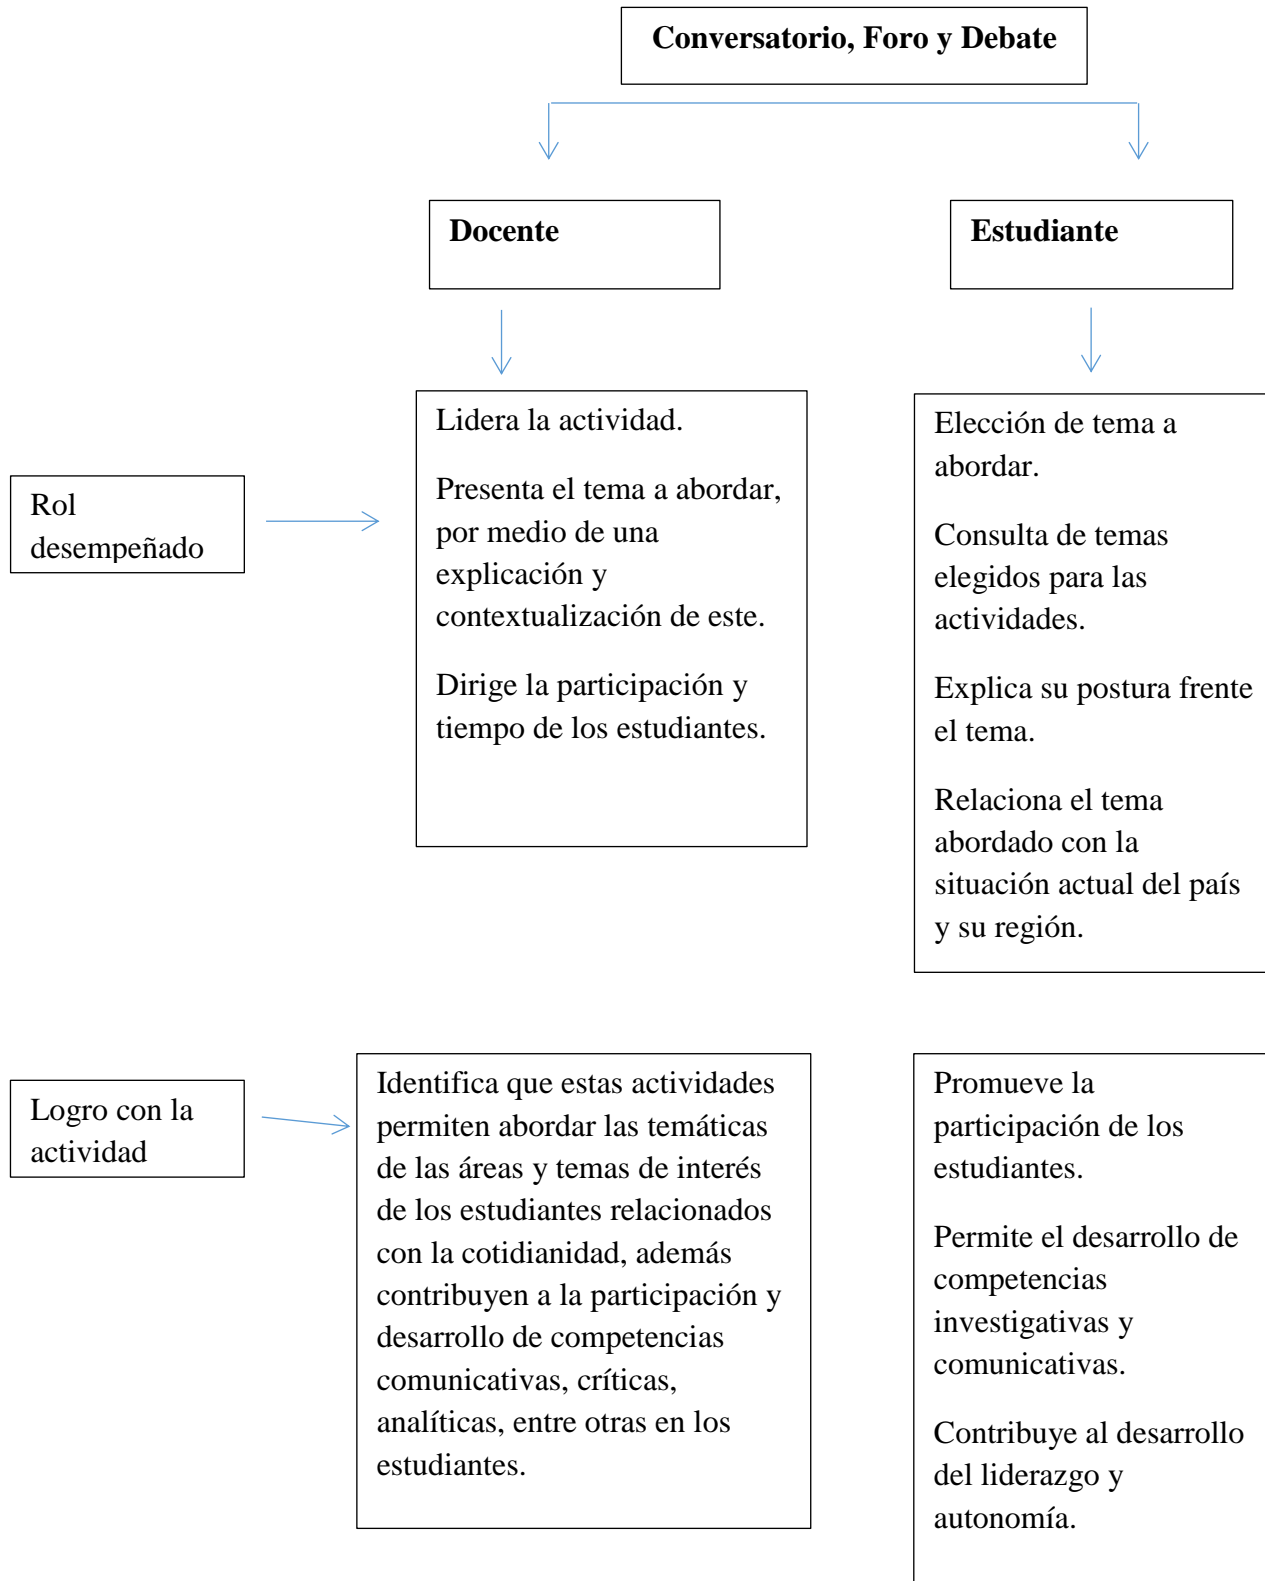 Conversatorio, Foro y Debate
Docente
Estudiante
Rol
desempeñado
Lidera la actividad.
Presenta el tema a abordar,
por medio de una
explicación y
contextualización de este.
Dirige la participación y
tiempo de los estudiantes.
Elección de tema a
abordar.
Consulta de temas
elegidos para las
actividades.
Explica su postura frente
el tema.
Relaciona el tema
abordado con la
situación actual del país
y su región.
Logro con la
actividad
Identifica que estas actividades
permiten abordar las temáticas
de las áreas y temas de interés
de los estudiantes relacionados
con la cotidianidad, además
contribuyen a la participación y
desarrollo de competencias
comunicativas, críticas,
analíticas, entre otras en los
estudiantes.
Promueve la
participación de los
estudiantes.
Permite el desarrollo de
competencias
investigativas y
comunicativas.
Contribuye al desarrollo
del liderazgo y
autonomía.